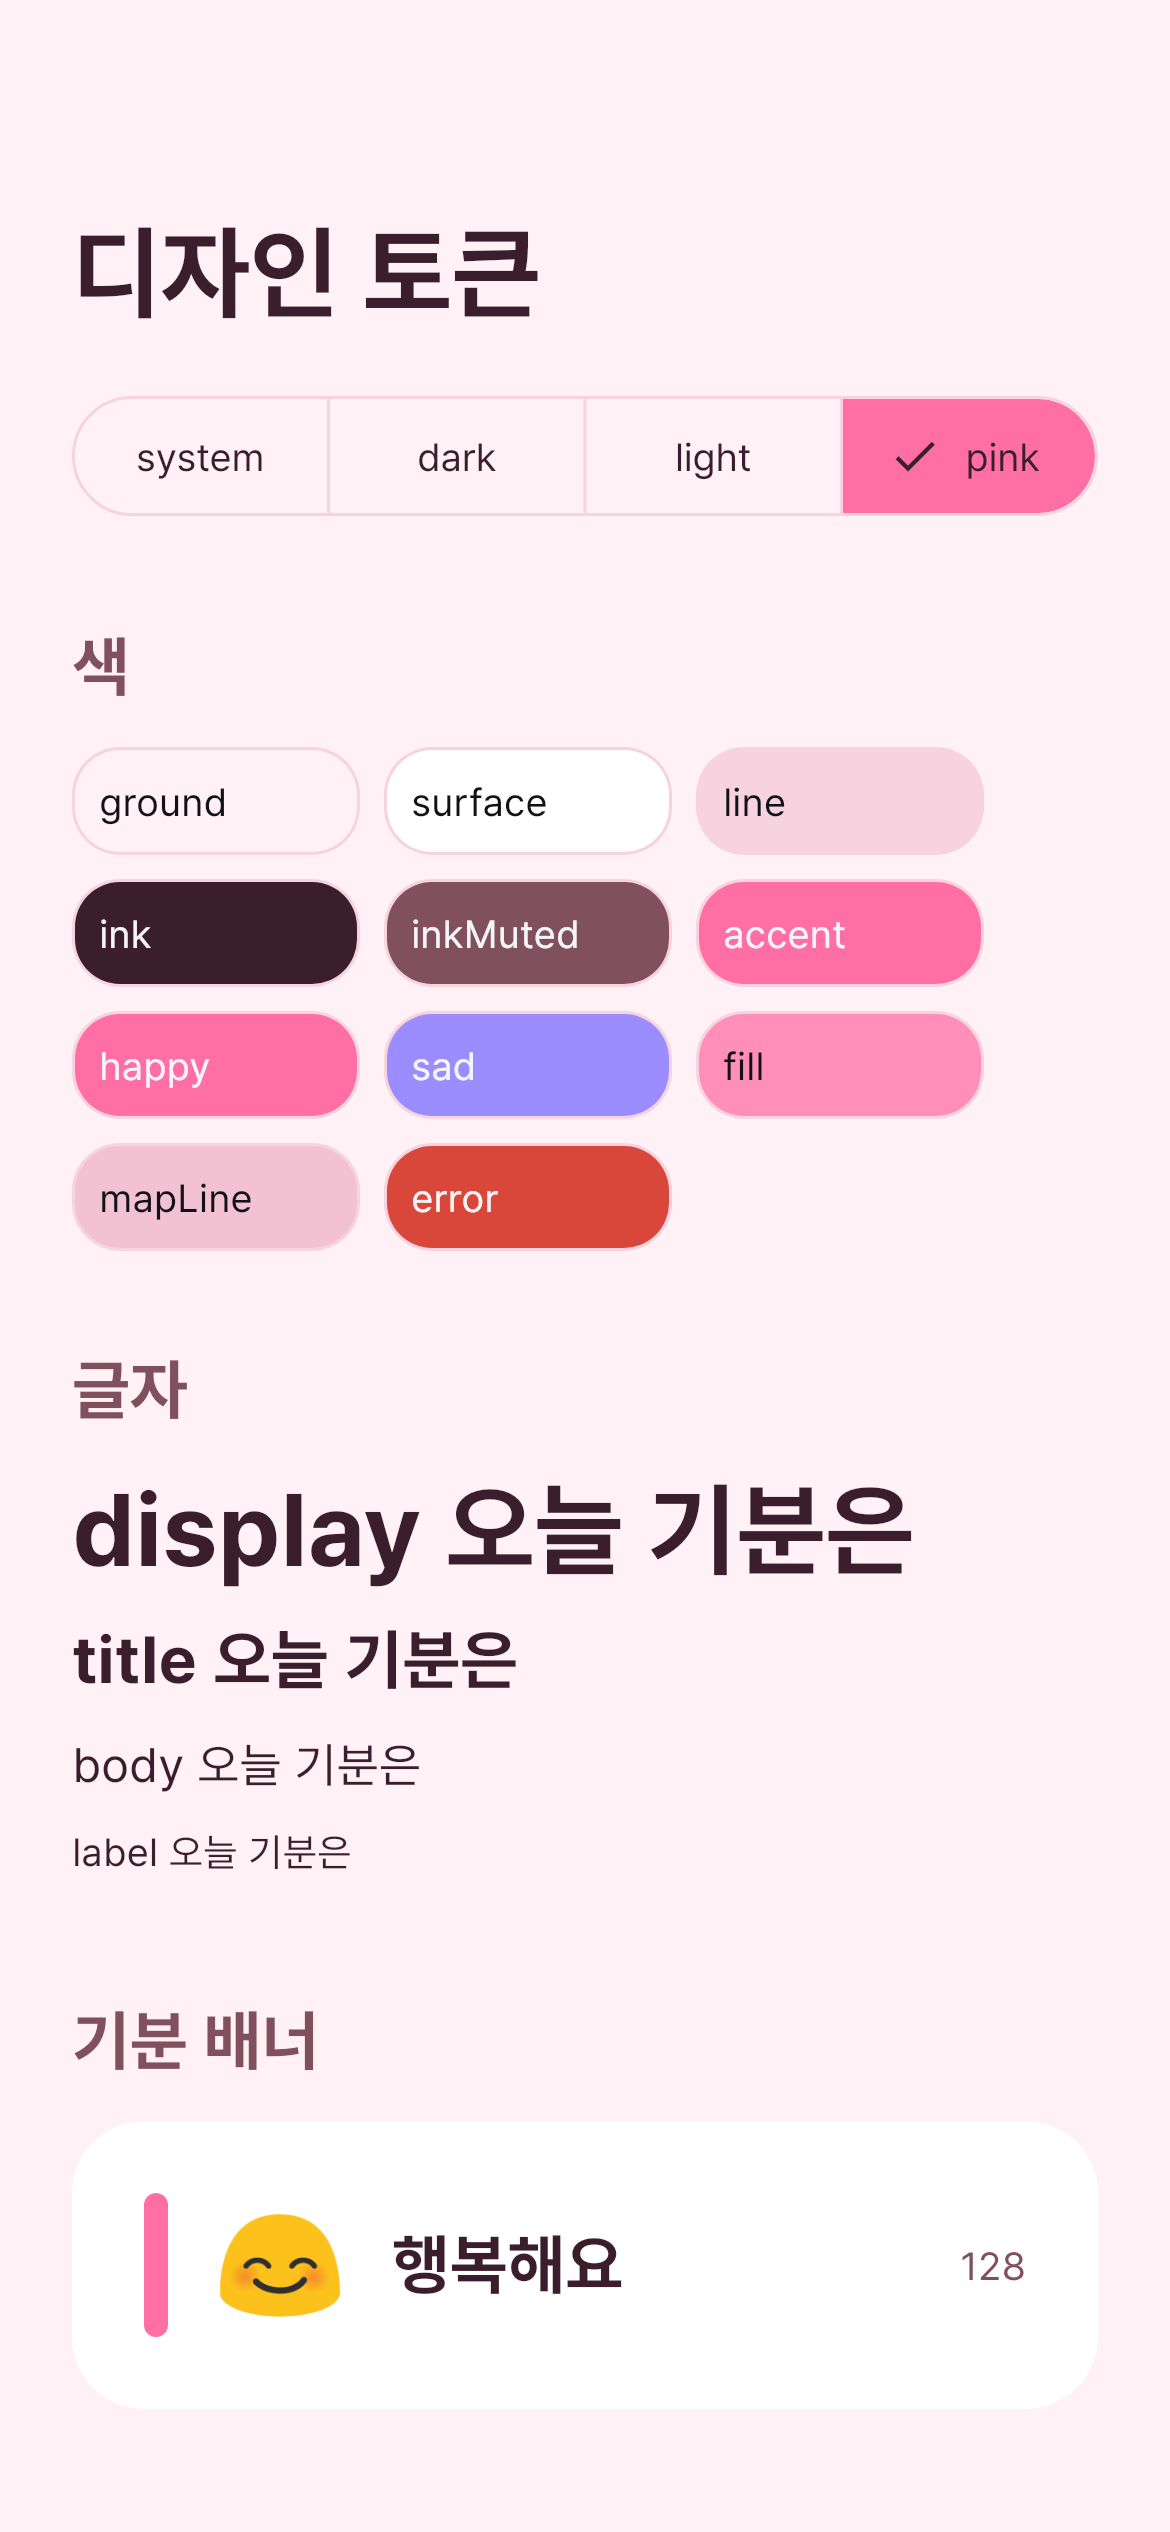 디자인 토큰
system dark light pink
색
ground surface line
ink inkMuted accent
happy sad fill
mapLine error
글자
display 오늘 기분은
title 오늘 기분은
body 오늘 기분은
label 오늘 기분은
기분 배너
행복해요 128